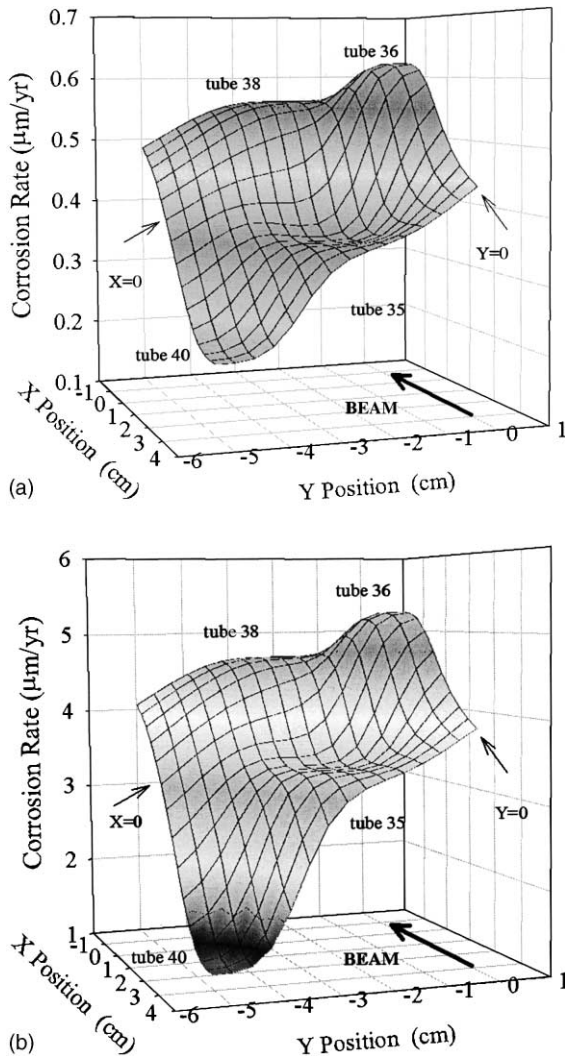 0.7
tube 36
0.6
tube 38
0.5
0.4
0.3
0.2
0.1
Corrosion Rate (μm/yr)
X=0
Y=0
tube 35
tube 40
BEAM
-1 0 1 2 3 4
X Position (cm)
-6 -5 -4 -3 -2 -1 0 1
Y Position (cm)
(a)
6
tube 36
5
tube 38
4
3
2
1
Corrosion Rate (μm/yr)
X=0
Y=0
tube 35
tube 40
BEAM
-1 0 1 2 3 4
X Position (cm)
-6 -5 -4 -3 -2 -1 0 1
Y Position (cm)
(b)